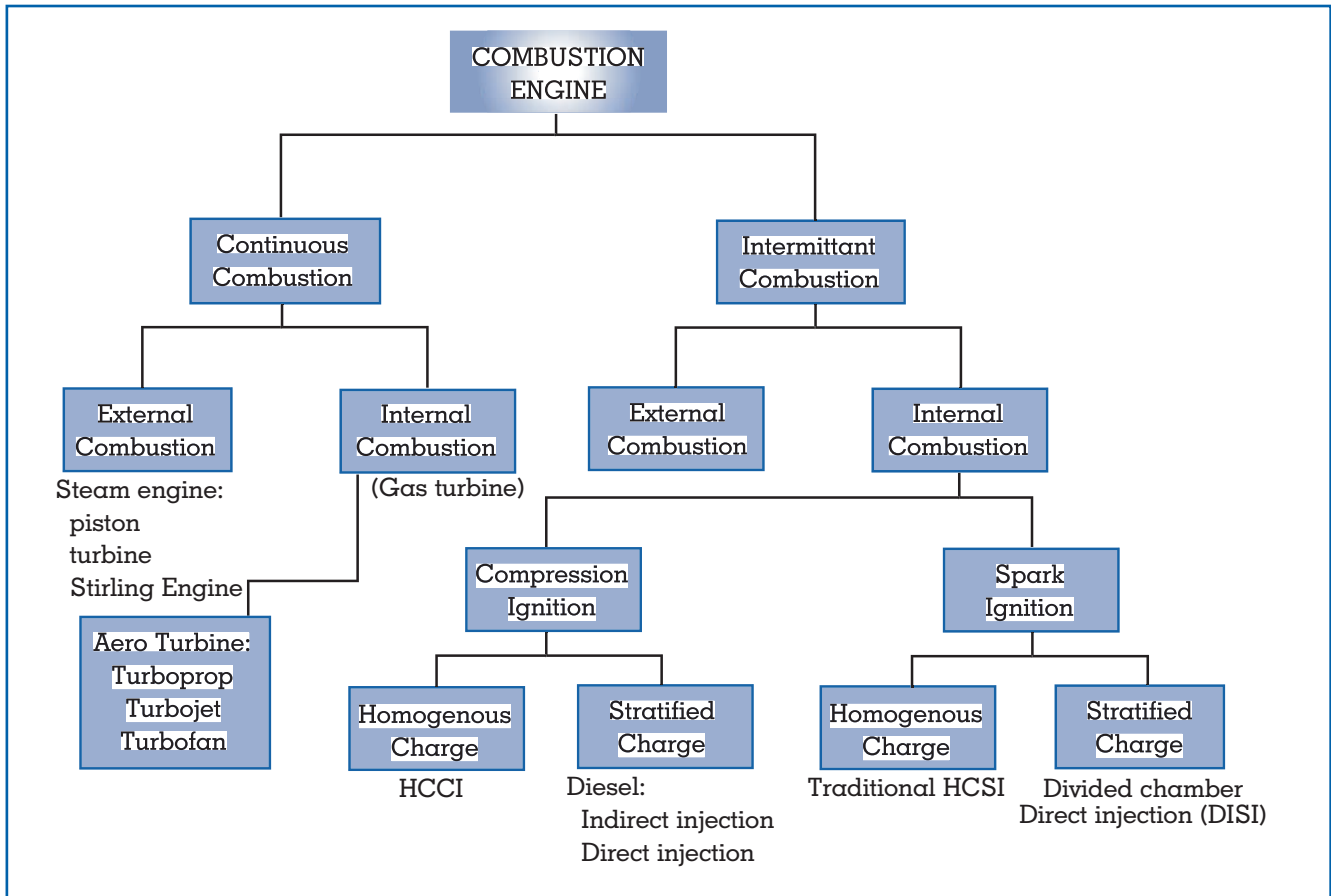 COMBUSTION
ENGINE
Continuous
Combustion
Intermittant
Combustion
External
Combustion
Internal
Combustion
External
Combustion
Internal
Combustion
Steam engine:
piston
turbine
Stirling Engine
(Gas turbine)
Aero Turbine:
Turboprop
Turbojet
Turbofan
Compression
Ignition
Spark
Ignition
Homogenous
Charge
Stratified
Charge
Homogenous
Charge
Stratified
Charge
HCCI
Diesel:
Indirect injection
Direct injection
Traditional HCSI
Divided chamber
Direct injection (DISI)